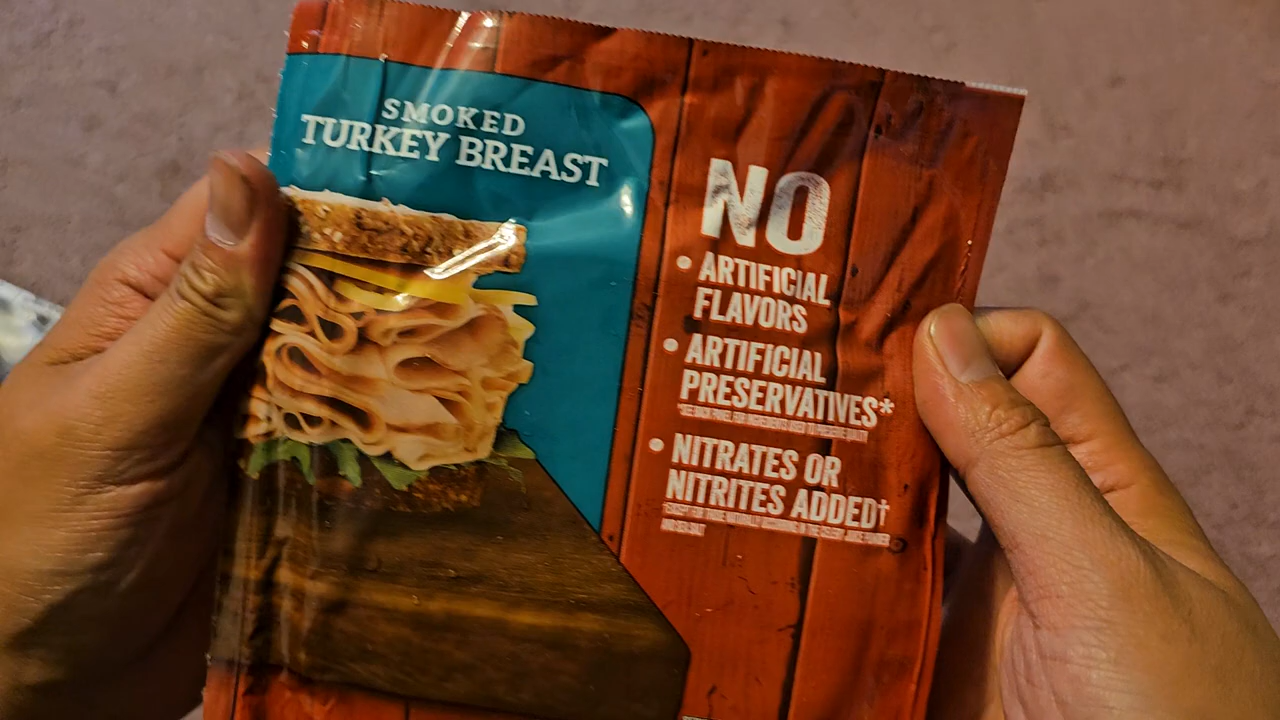 SMOKED
TURKEY BREAST
NO
• ARTIFICIAL
FLAVORS
• ARTIFICIAL
PRESERVATIVES*
• NITRATES OR
NITRITES ADDED†